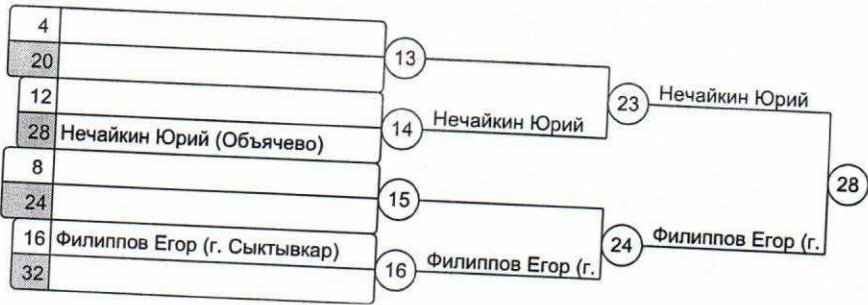 4
20
13
12
28 Нечайкин Юрий (Объячево)
14 Нечайкин Юрий
23 Нечайкин Юрий
8
24
15
16 Филиппов Егор (г. Сыктывкар)
32
16 Филиппов Егор (г.
24 Филиппов Егор (г.
28